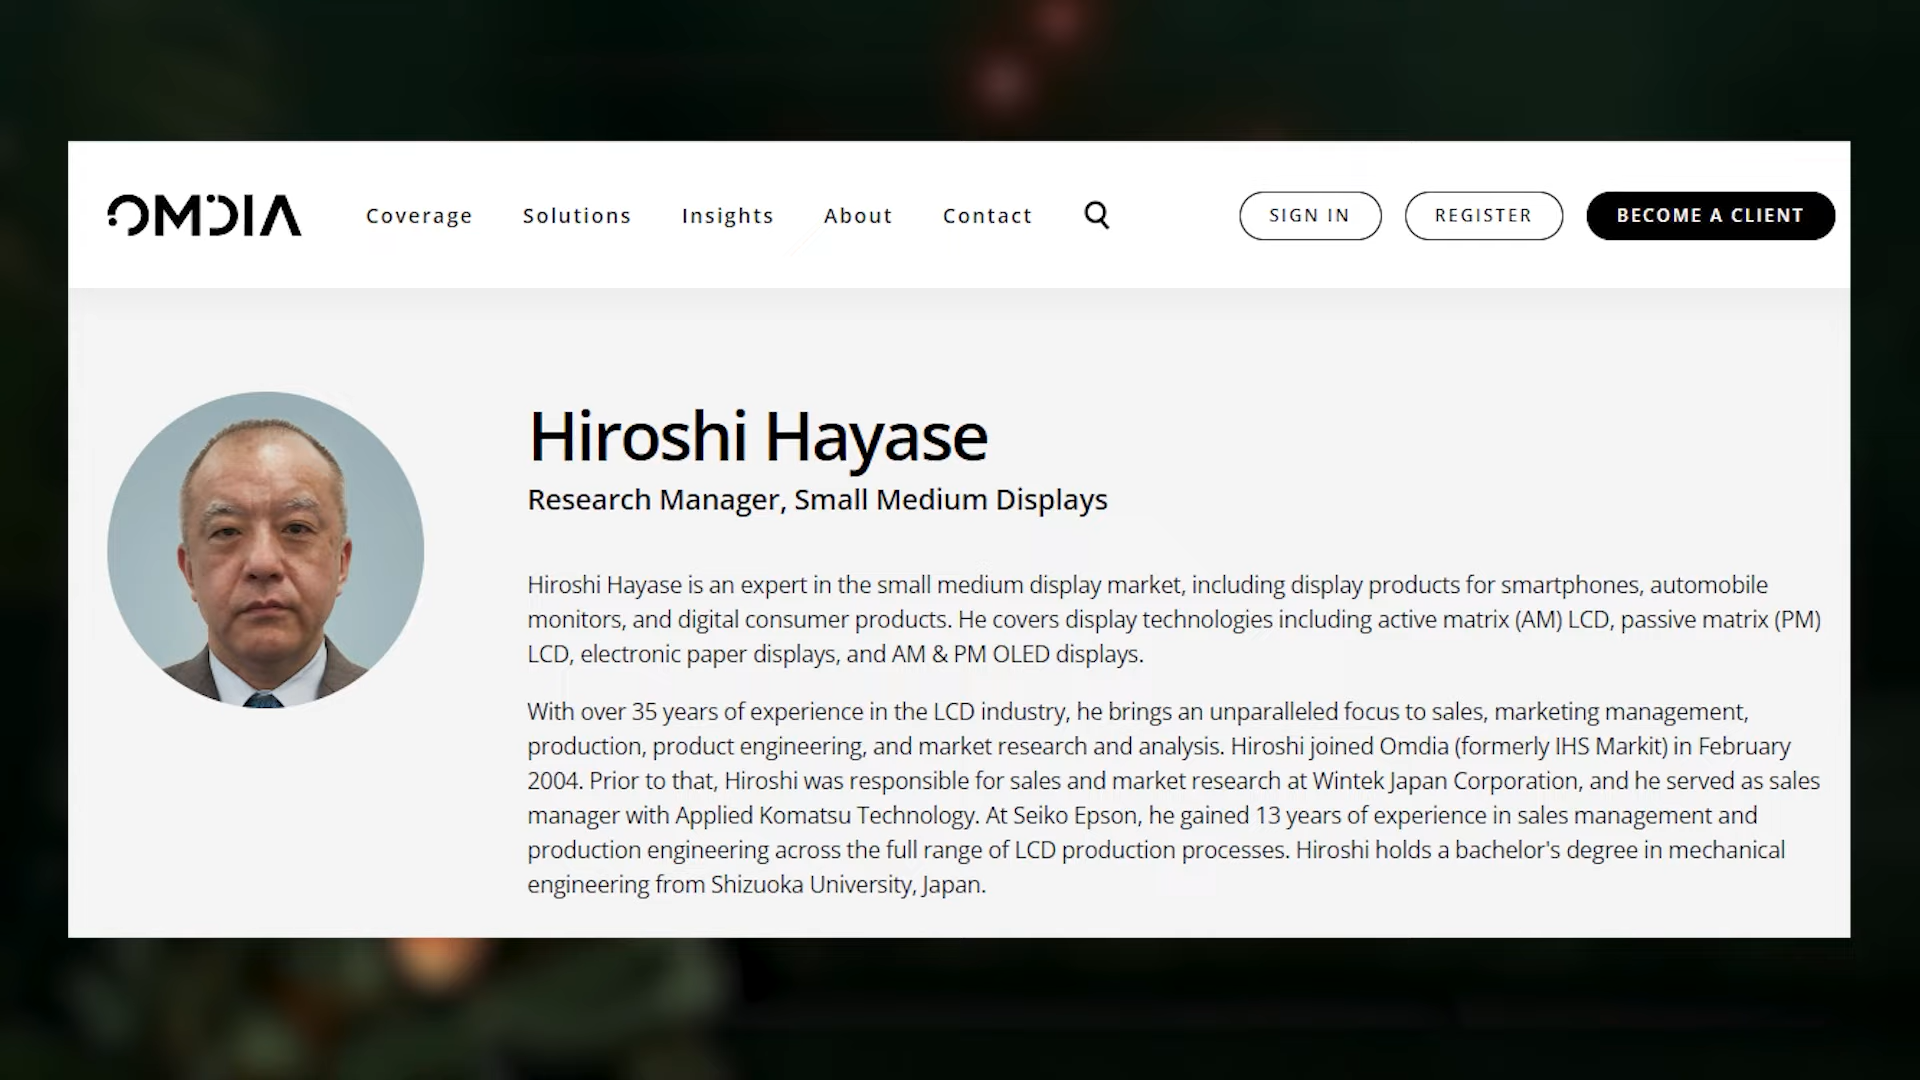 OMDIA
Coverage
Solutions
Insights
About
Contact
SIGN IN
REGISTER
BECOME A CLIENT
Hiroshi Hayase
Research Manager, Small Medium Displays
Hiroshi Hayase is an expert in the small medium display market, including display products for smartphones, automobile
monitors, and digital consumer products. He covers display technologies including active matrix (AM) LCD, passive matrix (PM)
LCD, electronic paper displays, and AM & PM OLED displays.
With over 35 years of experience in the LCD industry, he brings an unparalleled focus to sales, marketing management,
production, product engineering, and market research and analysis. Hiroshi joined Omdia (formerly IHS Markit) in February
2004. Prior to that, Hiroshi was responsible for sales and market research at Wintek Japan Corporation, and he served as sales
manager with Applied Komatsu Technology. At Seiko Epson, he gained 13 years of experience in sales management and
production engineering across the full range of LCD production processes. Hiroshi holds a bachelor's degree in mechanical
engineering from Shizuoka University, Japan.